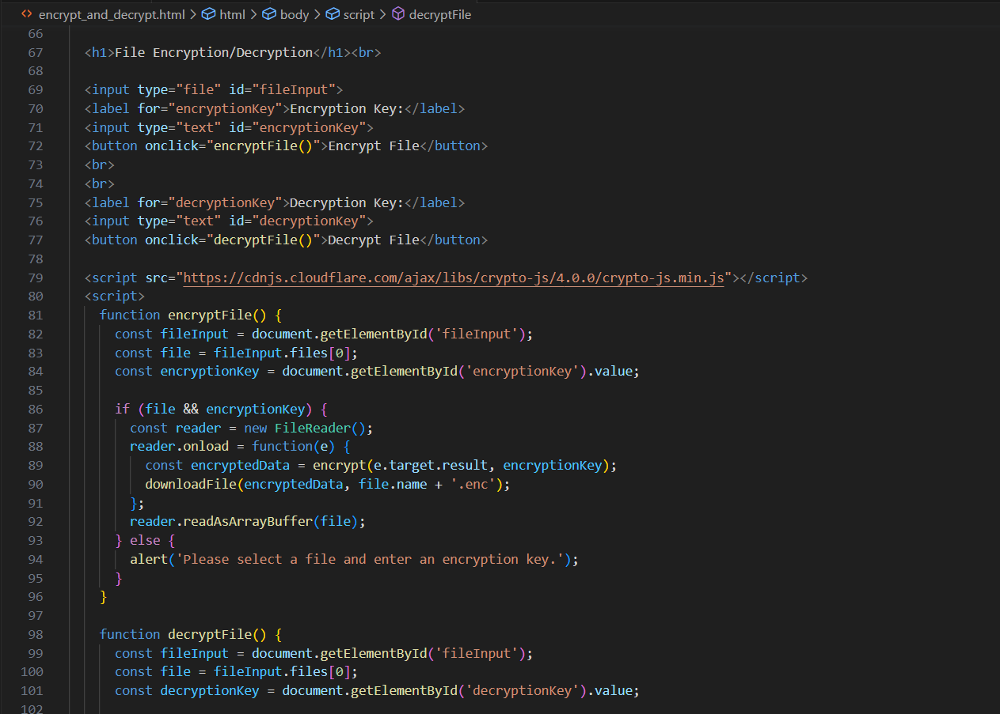 encrypt_and_decrypt.html > html > body > script > decryptFile
66
67 <h1>File Encryption/Decryption</h1><br>
68
69 <input type="file" id="fileInput">
70 <label for="encryptionKey">Encryption Key:</label>
71 <input type="text" id="encryptionKey">
72 <button onclick="encryptFile()">Encrypt File</button>
73 <br>
74 <br>
75 <label for="decryptionKey">Decryption Key:</label>
76 <input type="text" id="decryptionKey">
77 <button onclick="decryptFile()">Decrypt File</button>
78
79 <script src="https://cdnjs.cloudflare.com/ajax/libs/crypto-js/4.0.0/crypto-js.min.js"></script>
80 <script>
81 function encryptFile() {
82 const fileInput = document.getElementById('fileInput');
83 const file = fileInput.files[0];
84 const encryptionKey = document.getElementById('encryptionKey').value;
85
86 if (file && encryptionKey) {
87 const reader = new FileReader();
88 reader.onload = function(e) {
89 const encryptedData = encrypt(e.target.result, encryptionKey);
90 downloadFile(encryptedData, file.name + '.enc');
91 };
92 reader.readAsArrayBuffer(file);
93 } else {
94 alert('Please select a file and enter an encryption key.');
95 }
96 }
97
98 function decryptFile() {
99 const fileInput = document.getElementById('fileInput');
100 const file = fileInput.files[0];
101 const decryptionKey = document.getElementById('decryptionKey').value;
102